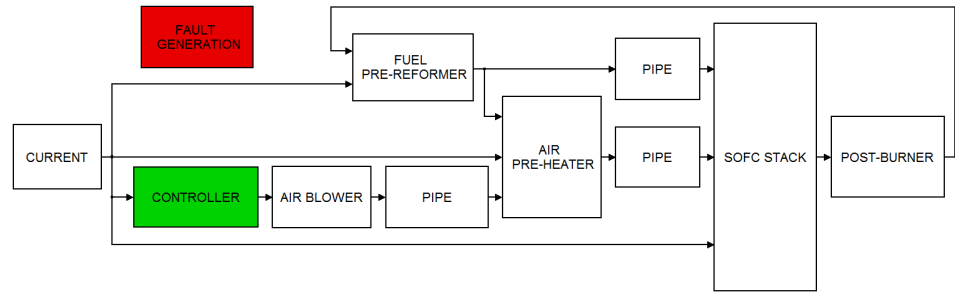 FAULT
GENERATION
FUEL
PRE-REFORMER
PIPE
CURRENT
AIR
PRE-HEATER
PIPE
SOFC STACK
POST-BURNER
CONTROLLER
AIR BLOWER
PIPE